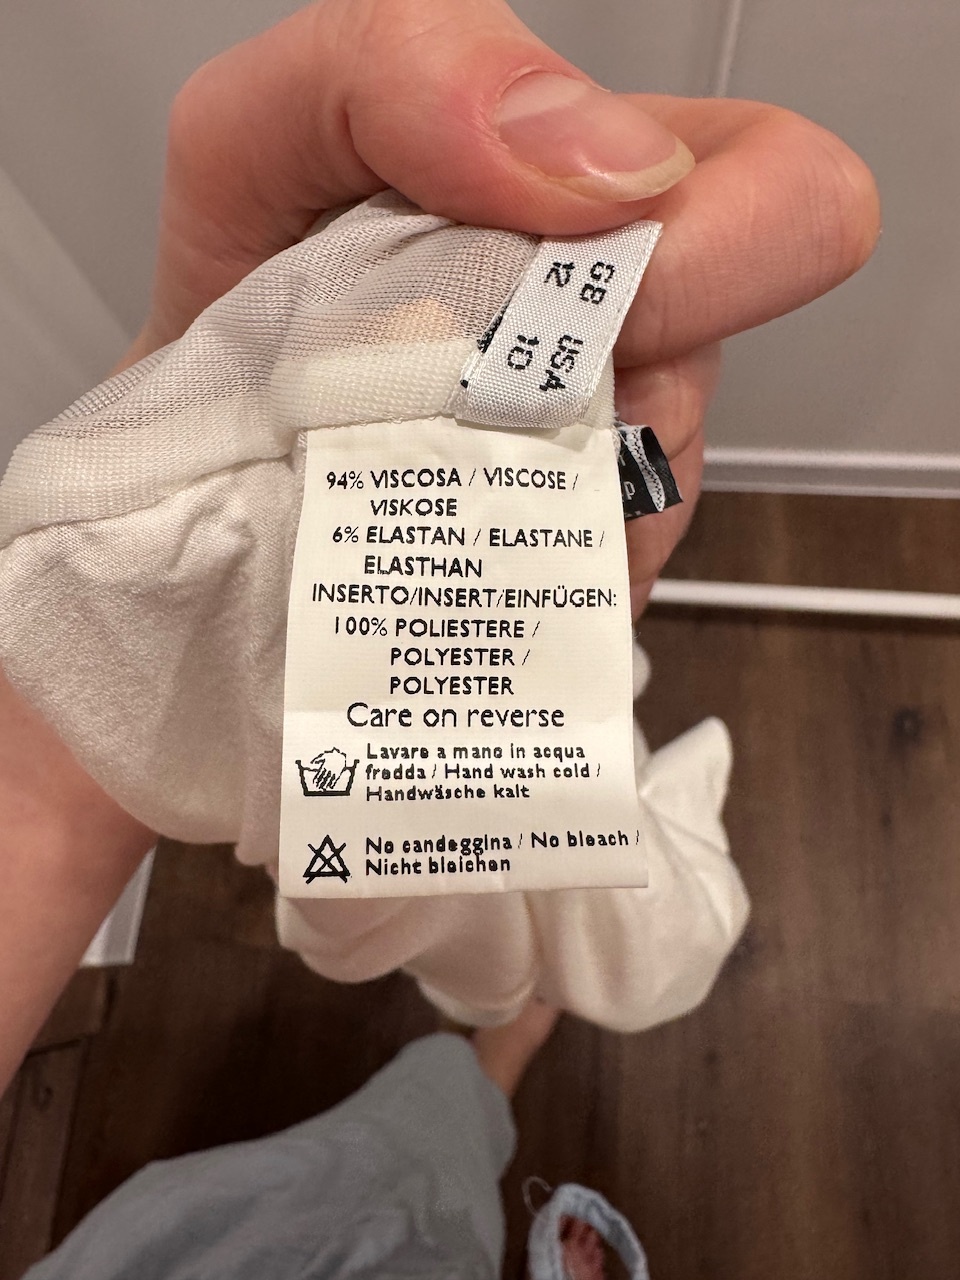 GB USA
12 10
94% VISCOSA / VISCOSE /
VISKOSE
6% ELASTAN / ELASTANE /
ELASTHAN
INSERTO/INSERT/EINFÜGEN:
100% POLIESTERE /
POLYESTER /
POLYESTER
Care on reverse
Lavare a mano in acqua
fredda / Hand wash cold /
Handwäsche kalt
No candeggina / No bleach /
Nicht bleichen